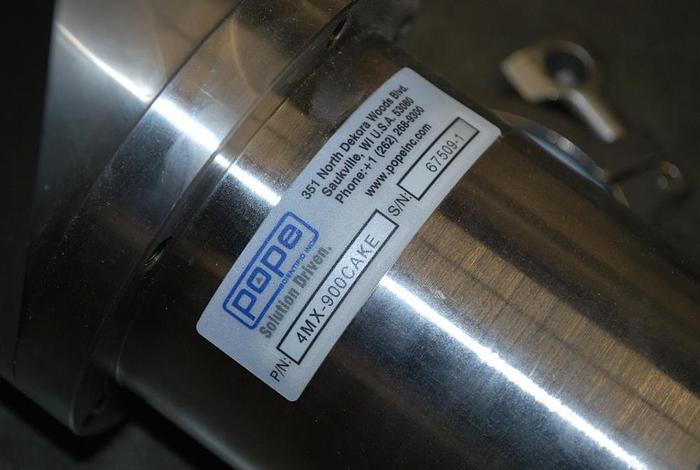 pope
SCIENTIFIC INC®
Solution Driven.
351 North Dekora Woods Blvd.
Saukville, WI U.S.A. 53080
Phone:+1 (262) 268-9300
www.popeinc.com
P/N: 4MX-900CAKE
S/N: 67509-1